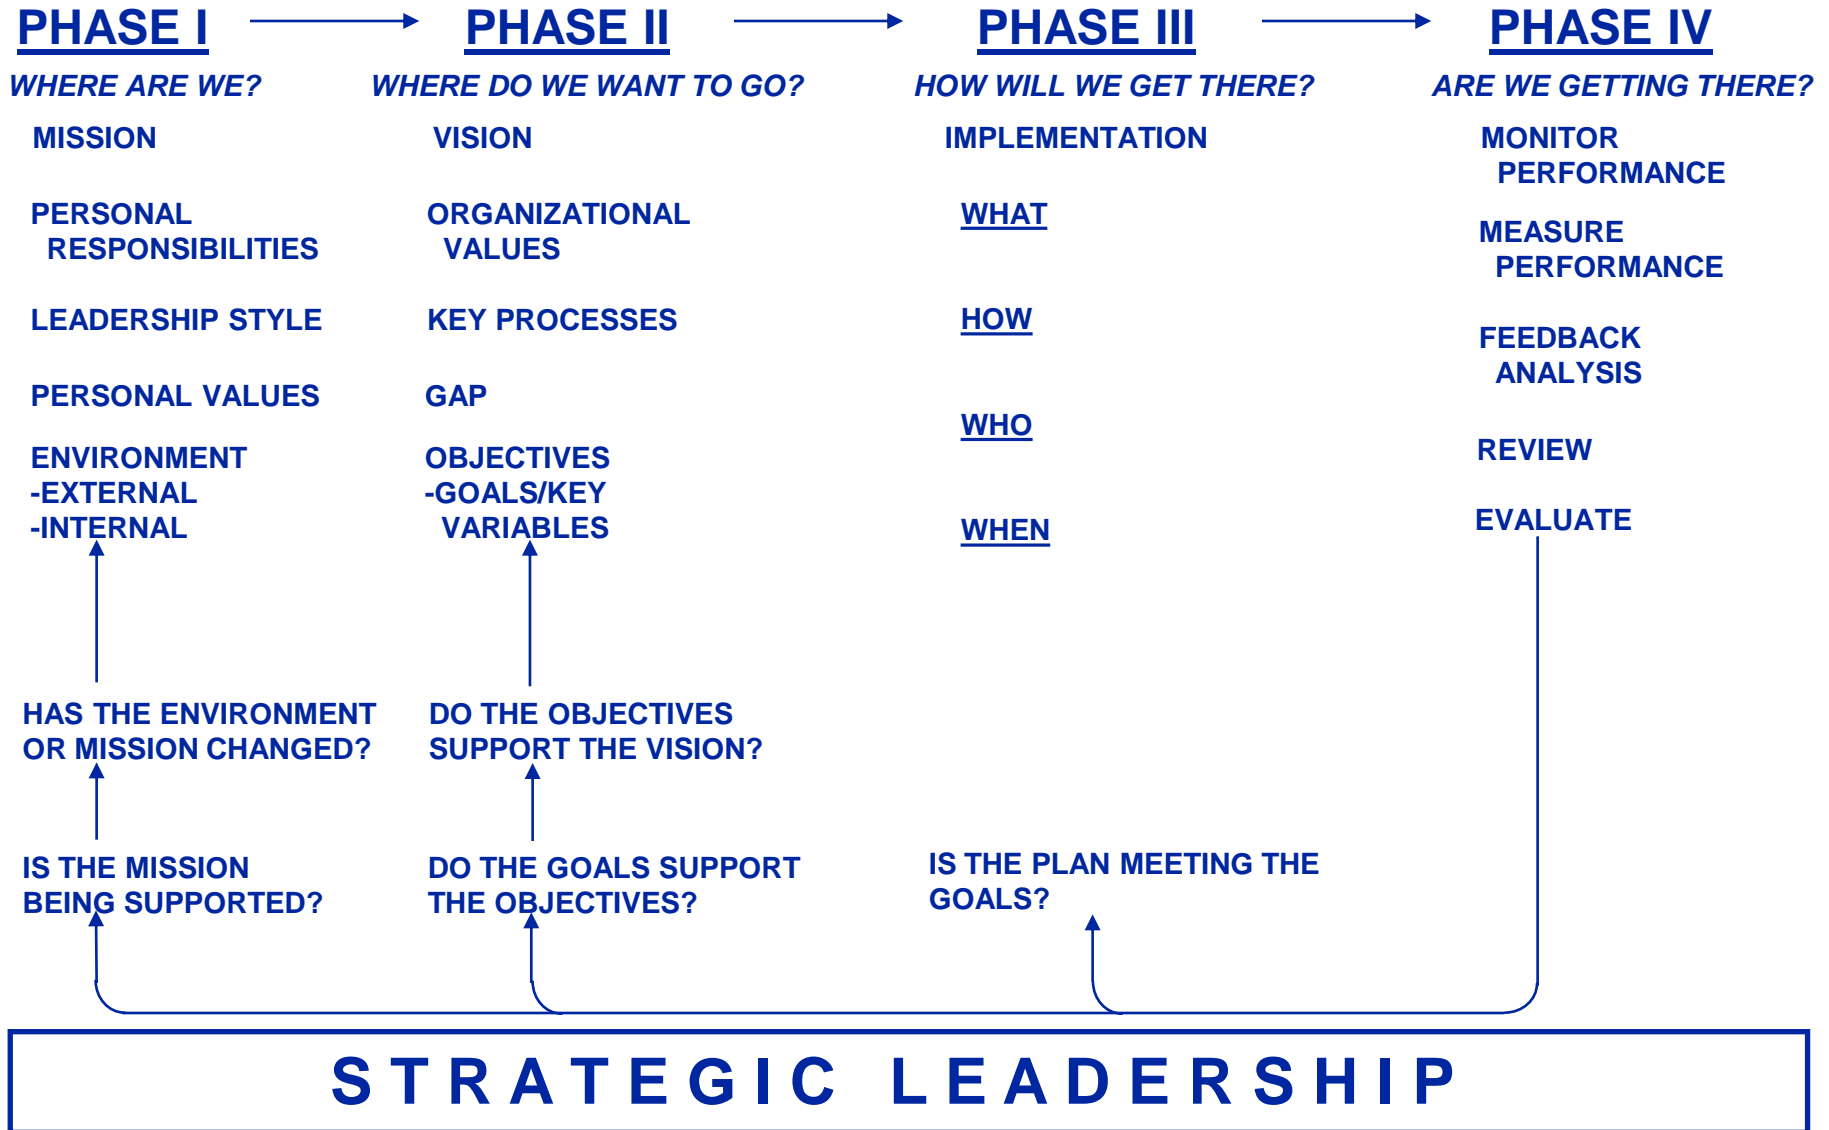 PHASE I
WHERE ARE WE?
MISSION
PERSONAL
RESPONSIBILITIES
LEADERSHIP STYLE
PERSONAL VALUES
ENVIRONMENT
-EXTERNAL
-INTERNAL
HAS THE ENVIRONMENT
OR MISSION CHANGED?
IS THE MISSION
BEING SUPPORTED?
PHASE II
WHERE DO WE WANT TO GO?
VISION
ORGANIZATIONAL
VALUES
KEY PROCESSES
GAP
OBJECTIVES
-GOALS/KEY
VARIABLES
DO THE OBJECTIVES
SUPPORT THE VISION?
DO THE GOALS SUPPORT
THE OBJECTIVES?
PHASE III
HOW WILL WE GET THERE?
IMPLEMENTATION
WHAT
HOW
WHO
WHEN
IS THE PLAN MEETING THE
GOALS?
PHASE IV
ARE WE GETTING THERE?
MONITOR
PERFORMANCE
MEASURE
PERFORMANCE
FEEDBACK
ANALYSIS
REVIEW
EVALUATE
STRATEGIC LEADERSHIP